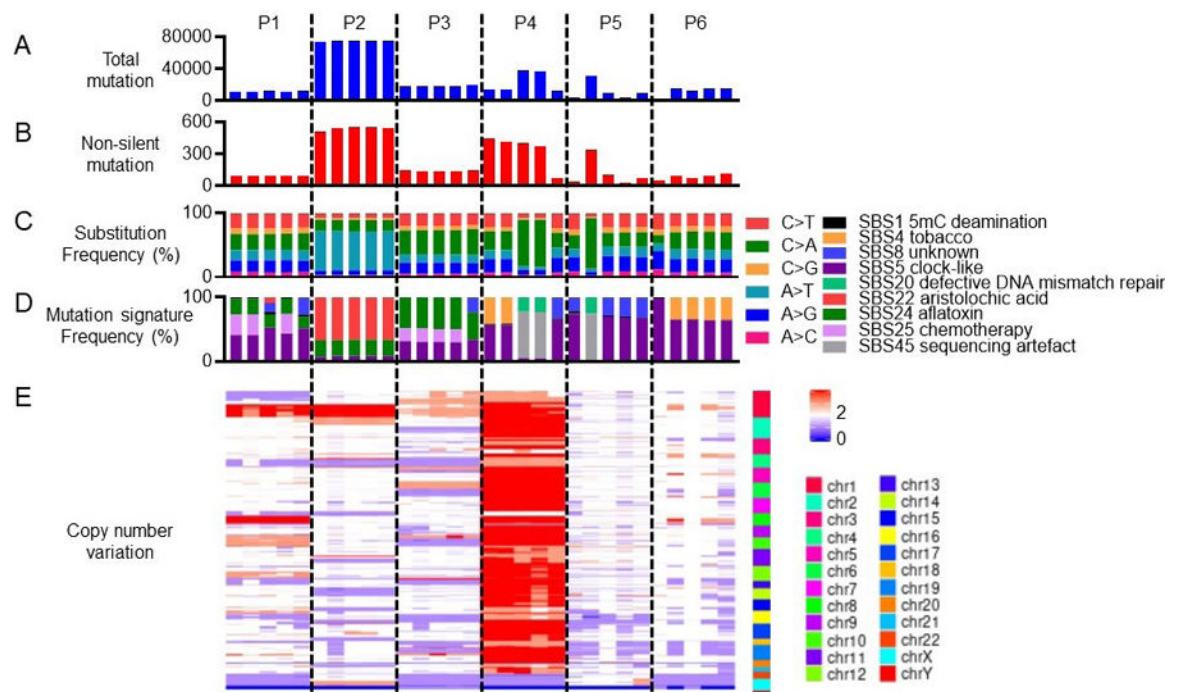 P1 P2 P3 P4 P5 P6
A
Total
mutation
80000
40000
0
B
Non-silent
mutation
600
300
0
C
Substitution
Frequency (%)
100
0
D
Mutation signature
Frequency (%)
100
0
C>T
C>A
C>G
A>T
A>G
A>C
SBS1 5mC deamination
SBS4 tobacco
SBS8 unknown
SBS5 clock-like
SBS20 defective DNA mismatch repair
SBS22 aristolochic acid
SBS24 aflatoxin
SBS25 chemotherapy
SBS45 sequencing artefact
E
Copy number
variation
2
0
chr1
chr2
chr3
chr4
chr5
chr6
chr7
chr8
chr9
chr10
chr11
chr12
chr13
chr14
chr15
chr16
chr17
chr18
chr19
chr20
chr21
chr22
chrX
chrY